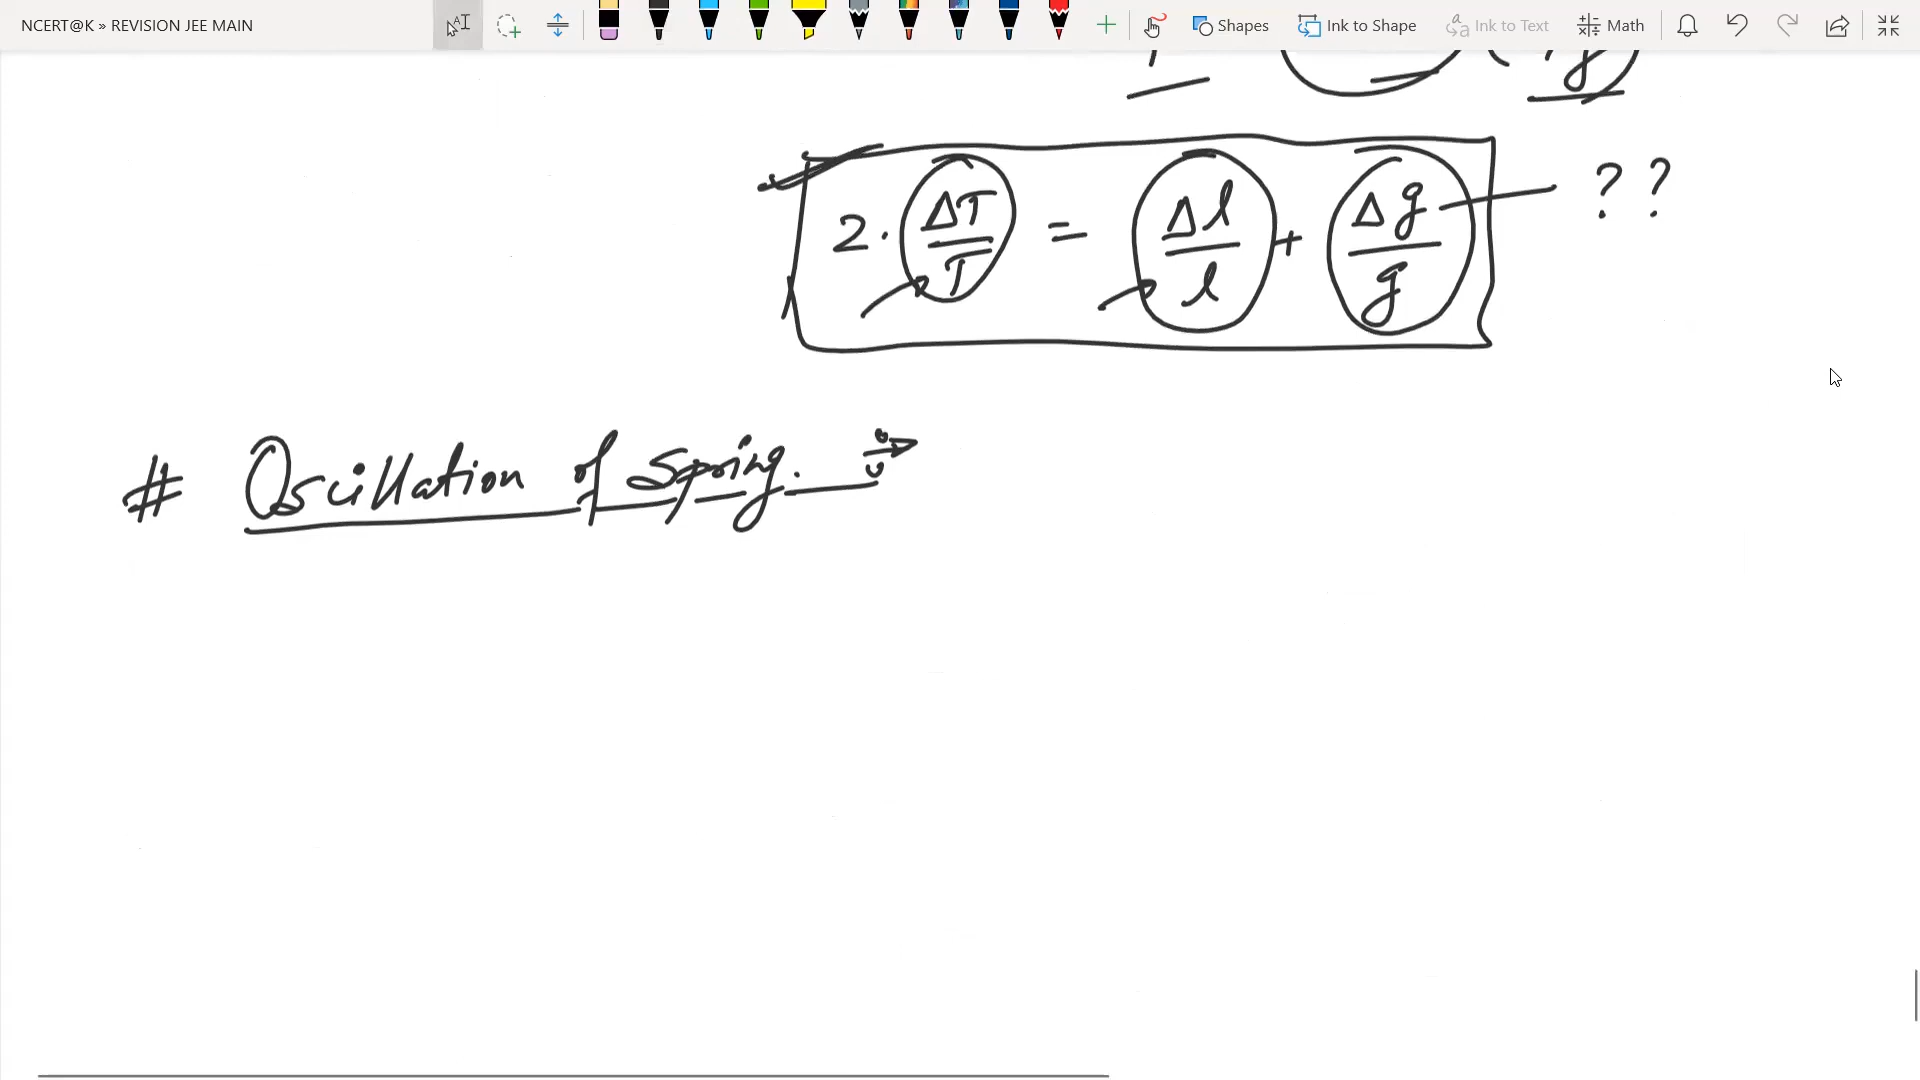 NCERT@K » REVISION JEE MAIN
Shapes Ink to Shape Ink to Text Math
g
2 · ΔT/T = Δl/l + Δg/g ??
# Oscillation of Spring. →